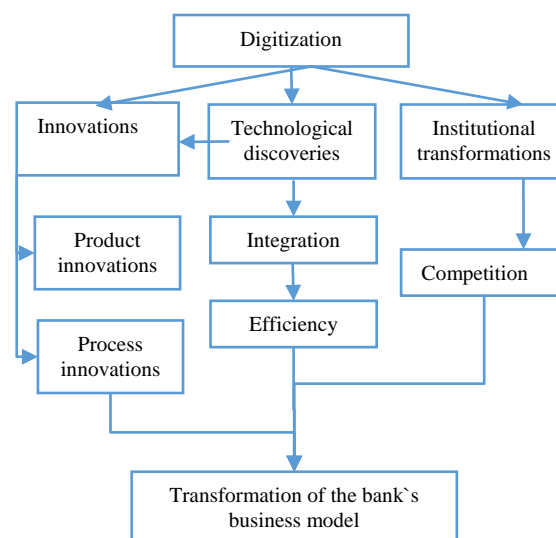 Digitization
Innovations
Technological
discoveries
Institutional
transformations
Product
innovations
Integration
Competition
Efficiency
Process
innovations
Transformation of the bank`s
business model